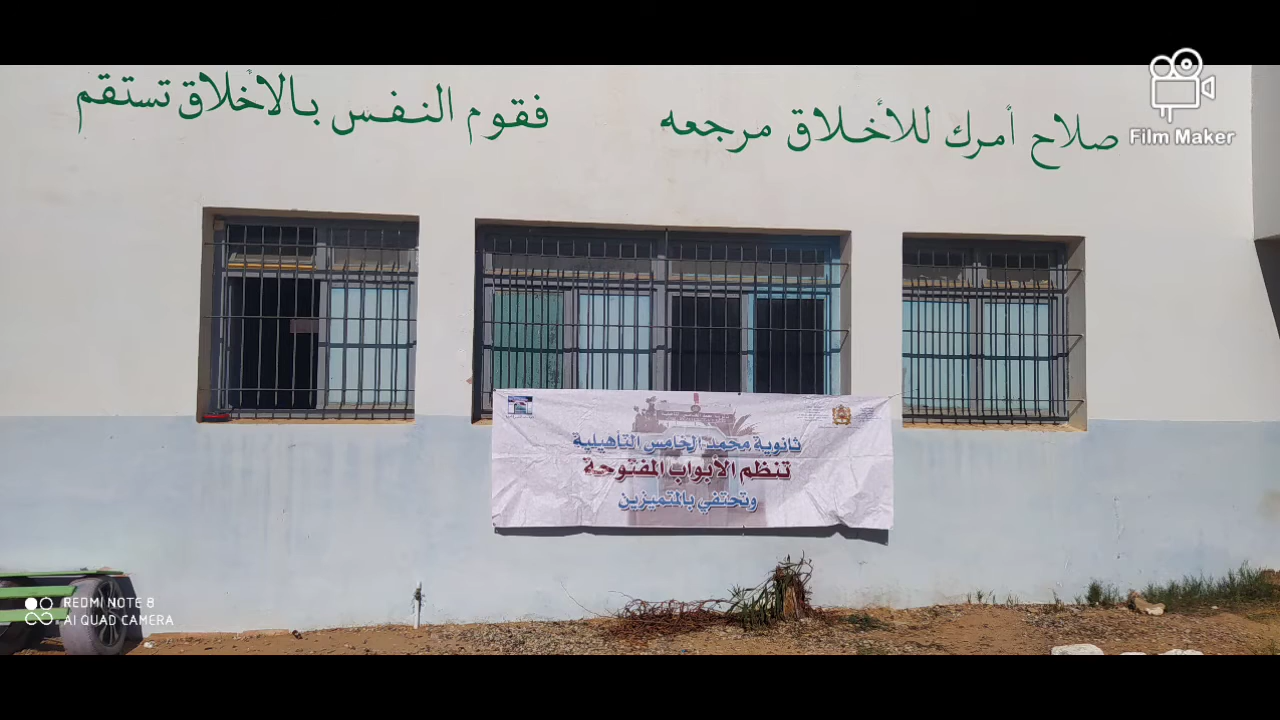 صلاح أمرك للأخلاق مرجعه فقوم النفس بالأخلاق تستقم
Film Maker
ثانوية محمد الخامس التأهيلية
تنظم الأبواب المفتوحة
وتحتفي بالمتميزين
REDMI NOTE 8
AI QUAD CAMERA